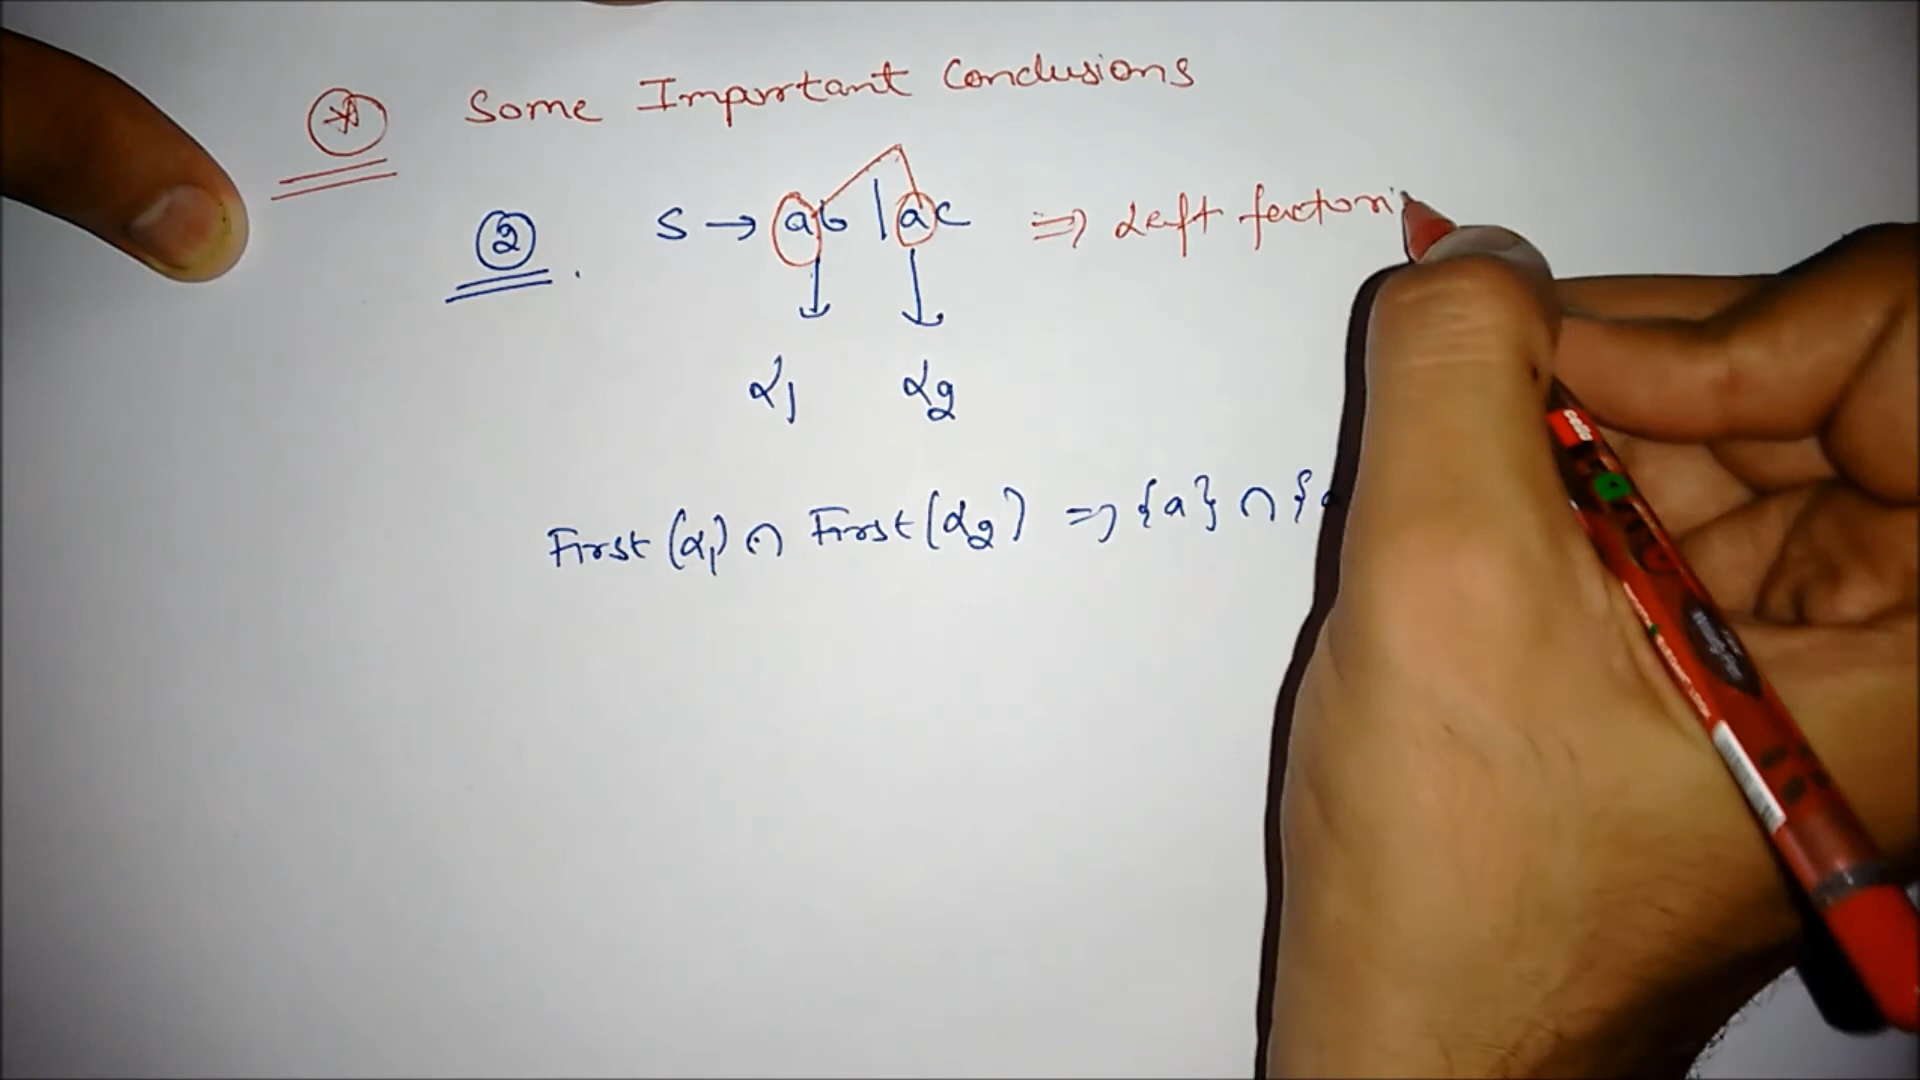 Some Important Conclusions
② . S → ab | ac ⇒ Left factori
α1 α2
First (α1) ∩ First (α2) ⇒ {a} ∩ {a